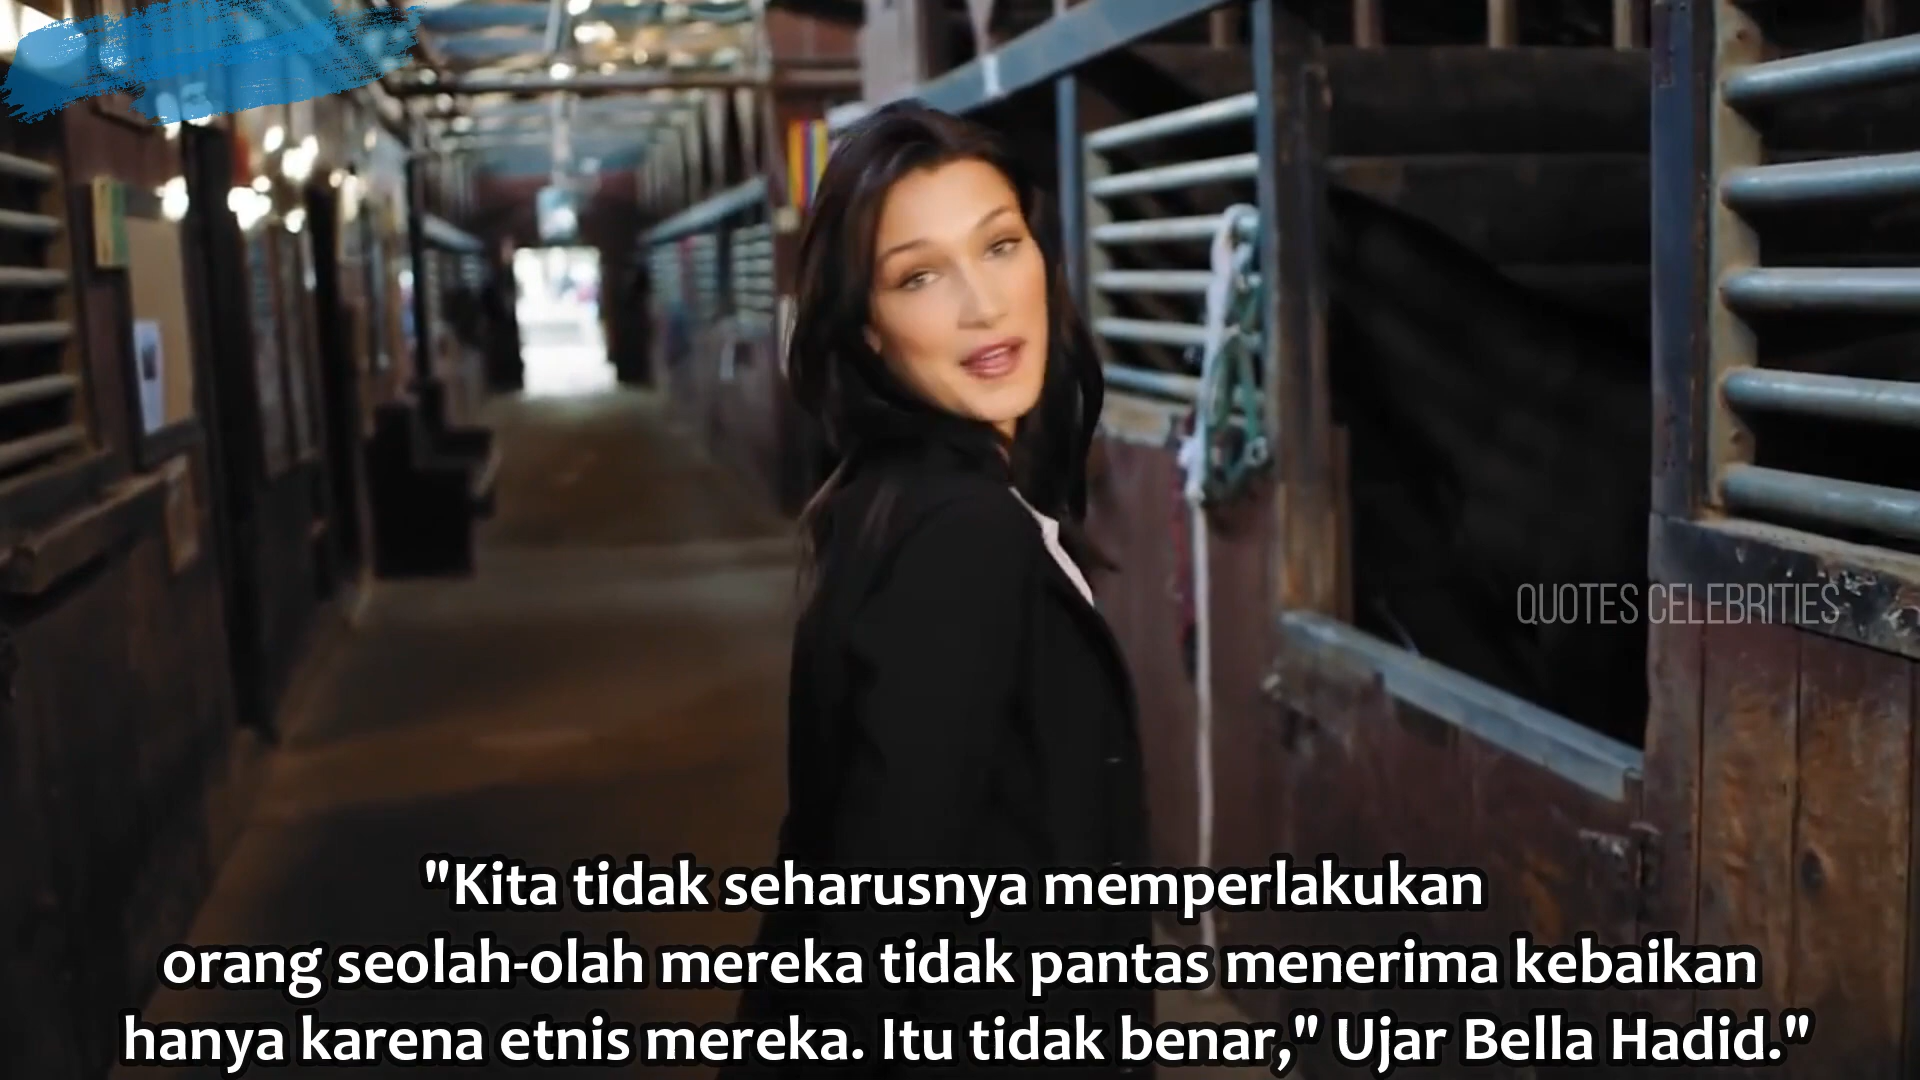 QUOTES CELEBRITIES
"Kita tidak seharusnya memperlakukan
orang seolah-olah mereka tidak pantas menerima kebaikan
hanya karena etnis mereka. Itu tidak benar," Ujar Bella Hadid."